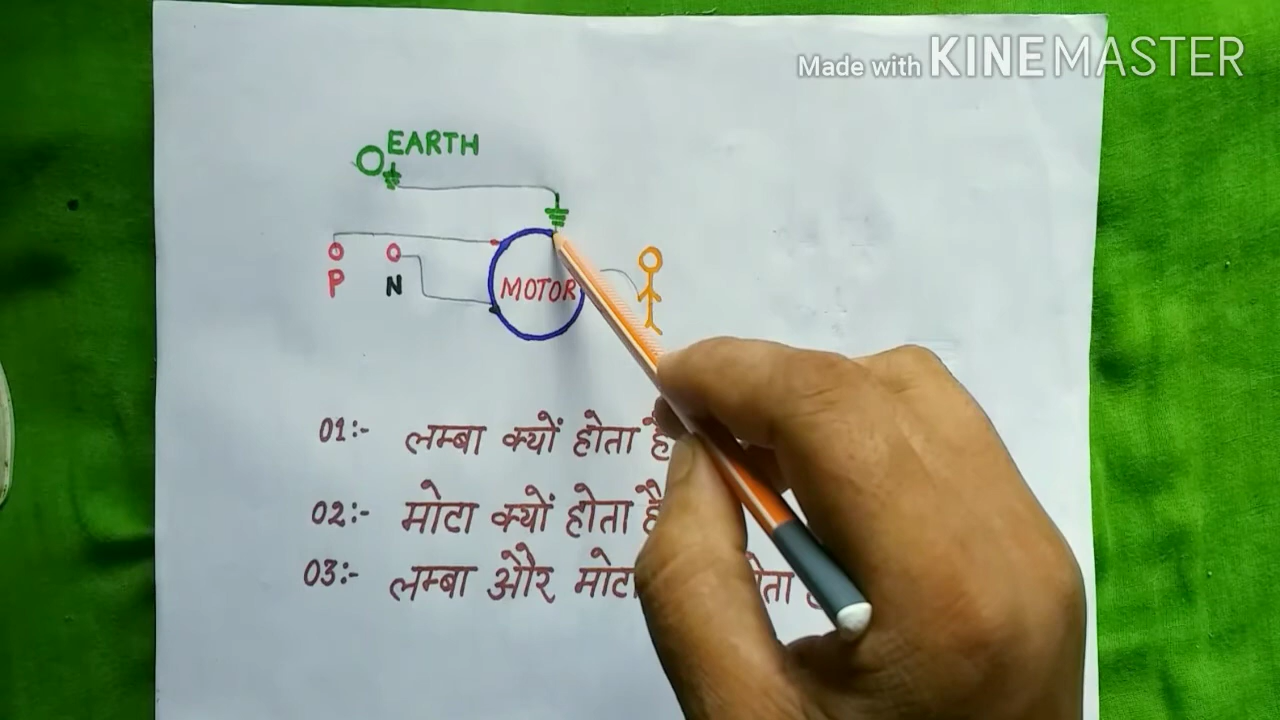 Made with KINEMASTER
EARTH
P N MOTOR
01:- लम्बा क्यों होता है
02:- मोटा क्यों होता है
03:- लम्बा और मोटा